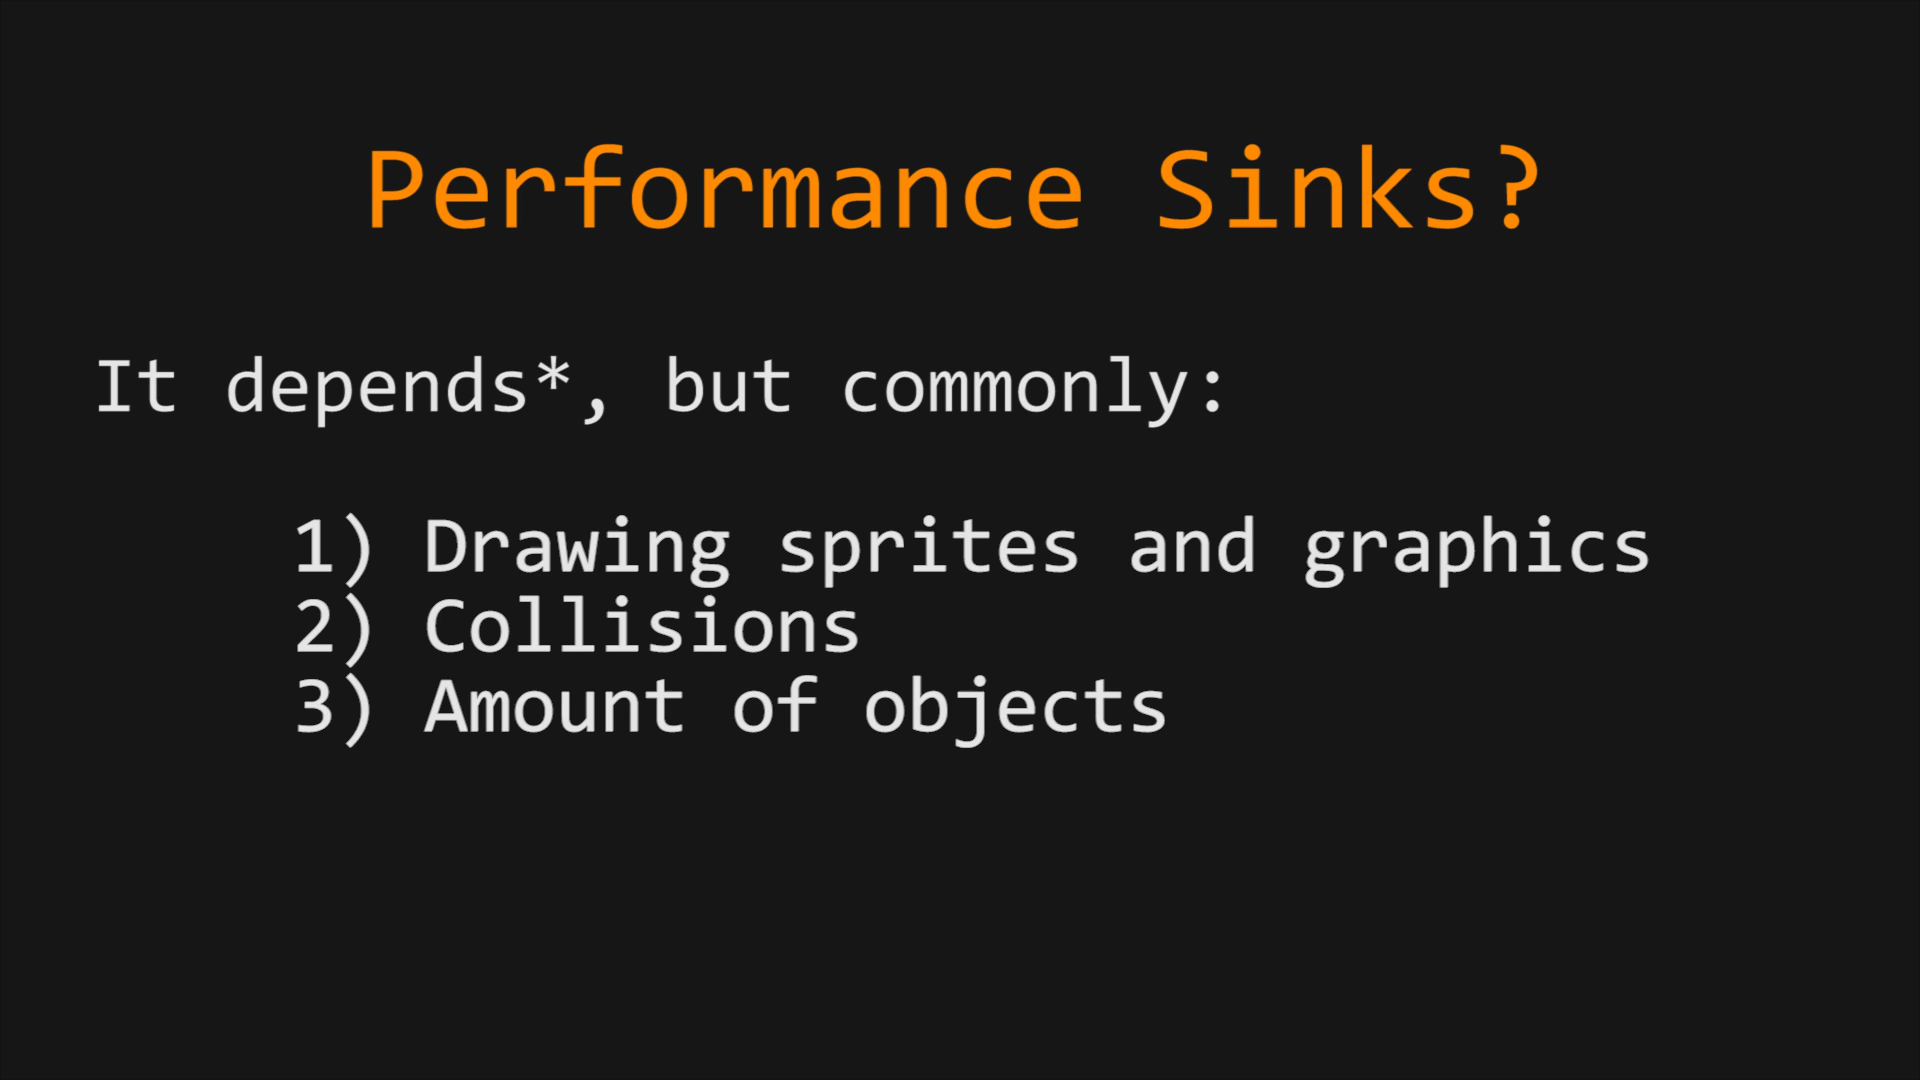 Performance Sinks?
It depends*, but commonly:
1) Drawing sprites and graphics
2) Collisions
3) Amount of objects